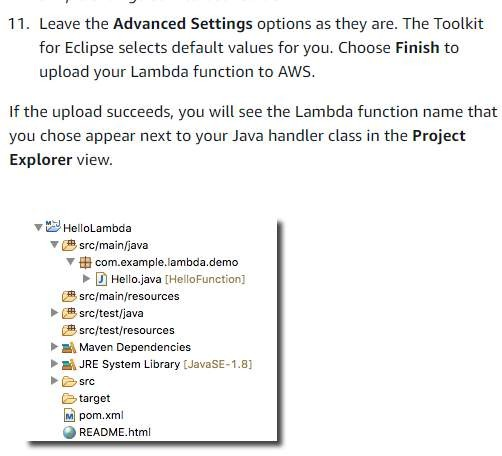 11. Leave the Advanced Settings options as they are. The Toolkit
for Eclipse selects default values for you. Choose Finish to
upload your Lambda function to AWS.
If the upload succeeds, you will see the Lambda function name that
you chose appear next to your Java handler class in the Project
Explorer view.
HelloLambda
src/main/java
com.example.lambda.demo
Hello.java [HelloFunction]
src/main/resources
src/test/java
src/test/resources
Maven Dependencies
JRE System Library [JavaSE-1.8]
src
target
pom.xml
README.html